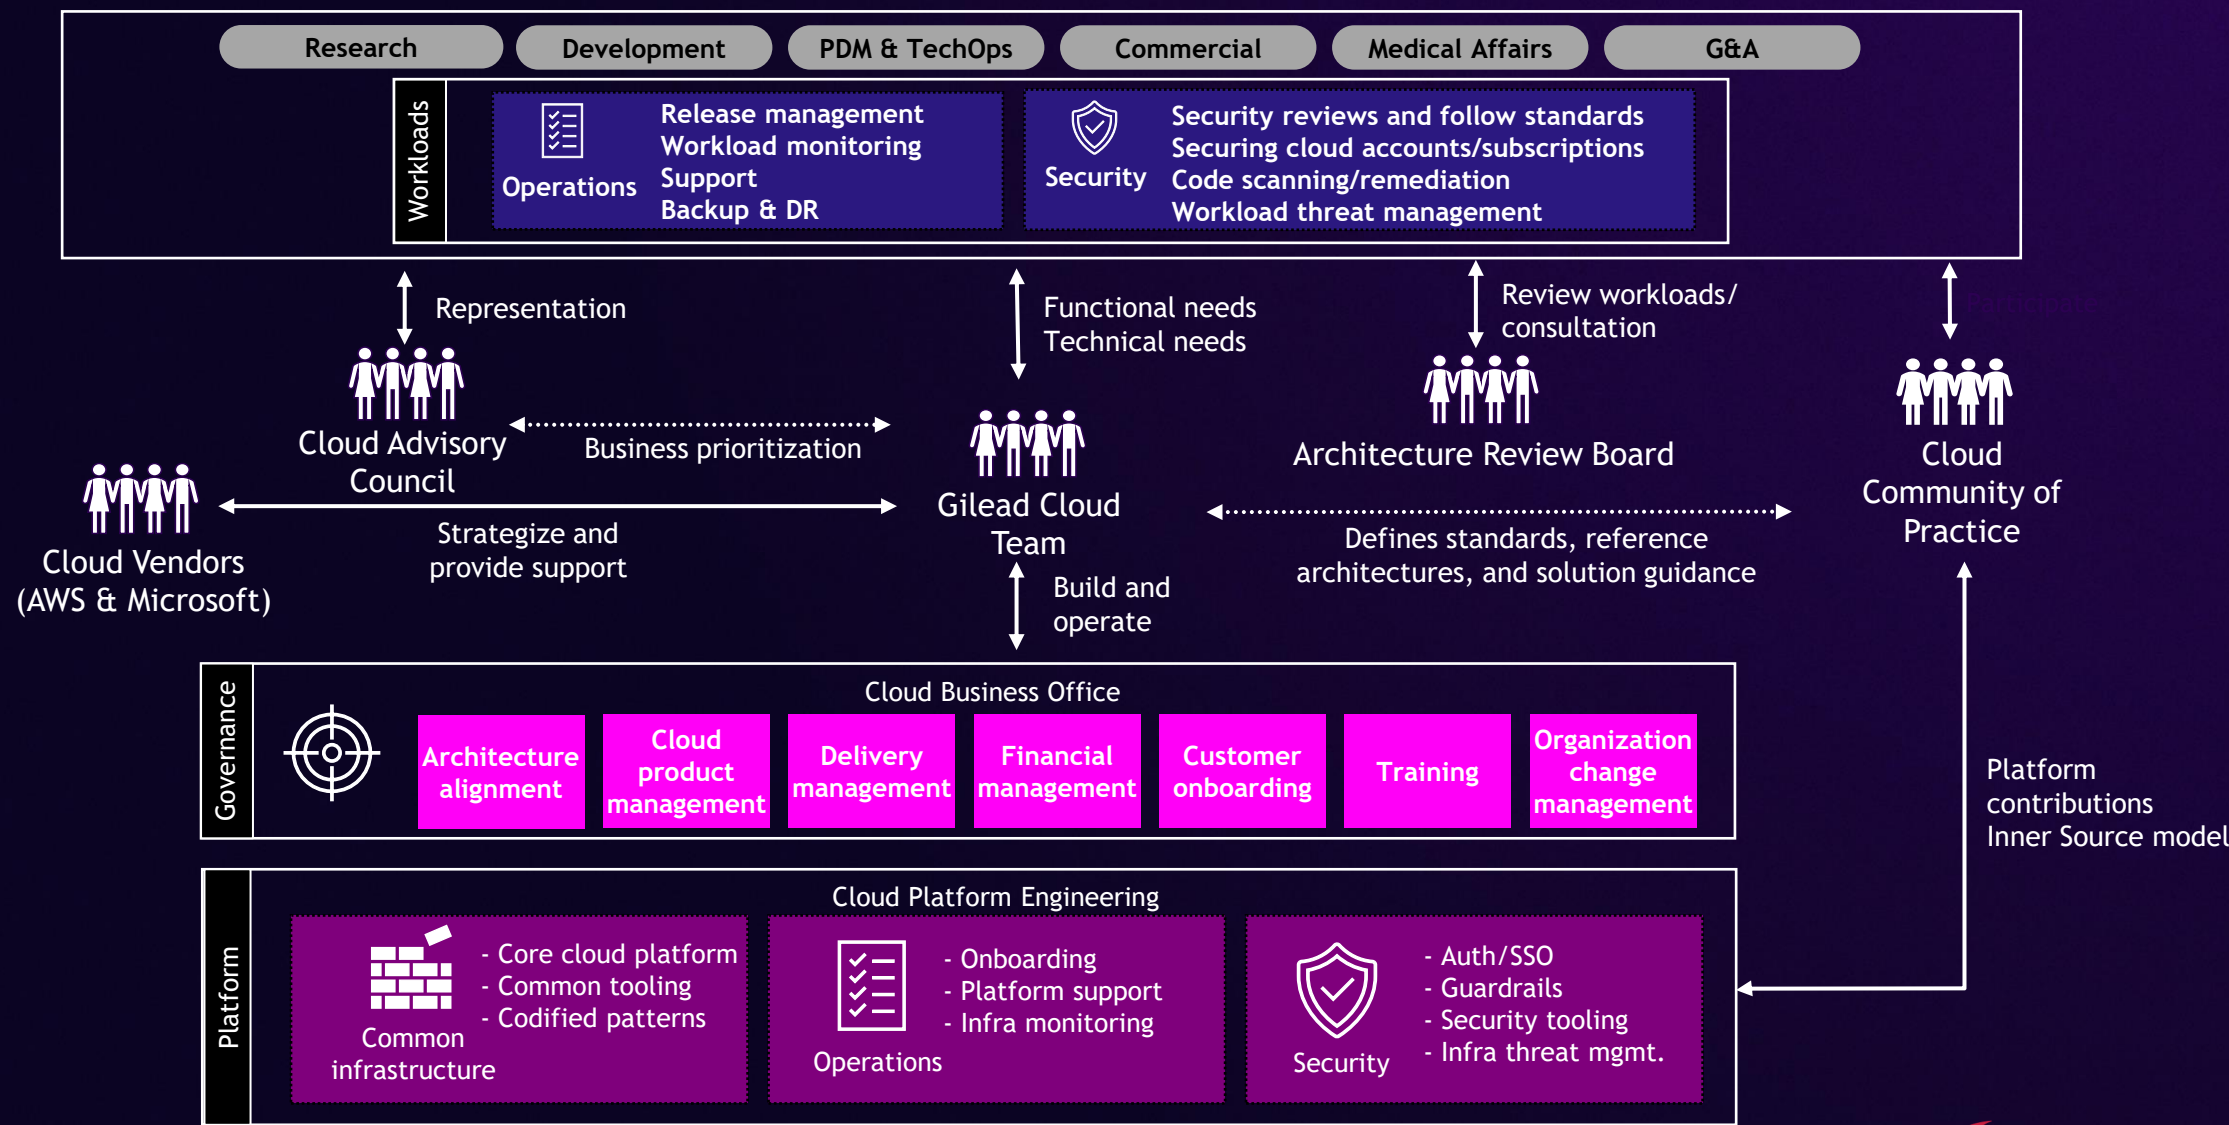 Research
Development
PDM & TechOps
Commercial
Medical Affairs
G&A
Workloads
Operations
Release management
Workload monitoring
Support
Backup & DR
Security
Security reviews and follow standards
Securing cloud accounts/subscriptions
Code scanning/remediation
Workload threat management
Representation
Functional needs
Technical needs
Review workloads/
consultation
Participate
Cloud Advisory
Council
Business prioritization
Gilead Cloud
Team
Architecture Review Board
Cloud
Community of
Practice
Cloud Vendors
(AWS & Microsoft)
Strategize and
provide support
Defines standards, reference
architectures, and solution guidance
Build and
operate
Governance
Cloud Business Office
Architecture
alignment
Cloud
product
management
Delivery
management
Financial
management
Customer
onboarding
Training
Organization
change
management
Platform
contributions
Inner Source model
Platform
Cloud Platform Engineering
Common
infrastructure
- Core cloud platform
- Common tooling
- Codified patterns
Operations
- Onboarding
- Platform support
- Infra monitoring
Security
- Auth/SSO
- Guardrails
- Security tooling
- Infra threat mgmt.